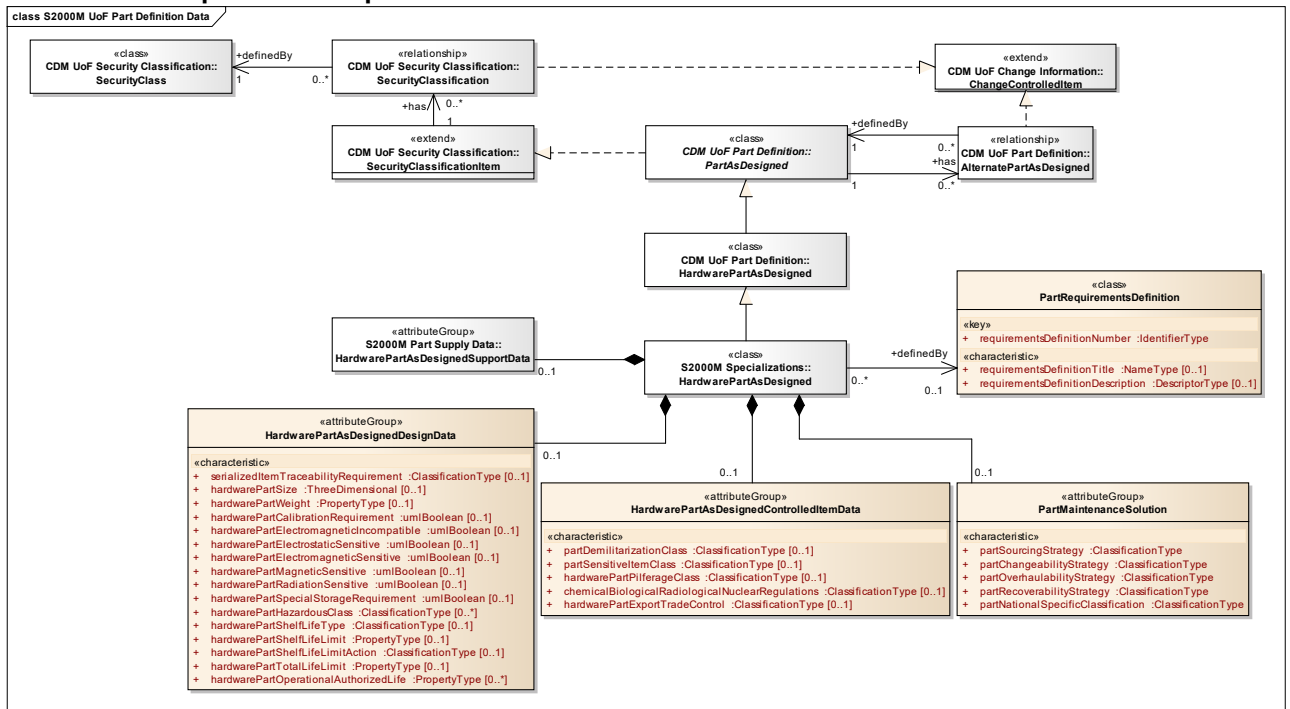 class S2000M UoF Part Definition Data
«class»
CDM UoF Security Classification::
SecurityClass
+definedBy
1
0..*
«relationship»
CDM UoF Security Classification::
SecurityClassification
«extend»
CDM UoF Change Information::
ChangeControlledItem
+has
0..*
1
«extend»
CDM UoF Security Classification::
SecurityClassificationItem
«class»
CDM UoF Part Definition::
PartAsDesigned
+definedBy
1
0..*
+has
1
0..*
«relationship»
CDM UoF Part Definition::
AlternatePartAsDesigned
«class»
CDM UoF Part Definition::
HardwarePartAsDesigned
«class»
PartRequirementsDefinition
«key»
+ requirementsDefinitionNumber :IdentifierType
«characteristic»
+ requirementsDefinitionTitle :NameType [0..1]
+ requirementsDefinitionDescription :DescriptorType [0..1]
«attributeGroup»
S2000M Part Supply Data::
HardwarePartAsDesignedSupportData
0..1
«class»
S2000M Specializations::
HardwarePartAsDesigned
+definedBy
0..*
0..1
«attributeGroup»
HardwarePartAsDesignedDesignData
«characteristic»
+ serializedItemTraceabilityRequirement :ClassificationType [0..1]
+ hardwarePartSize :ThreeDimensional [0..1]
+ hardwarePartWeight :PropertyType [0..1]
+ hardwarePartCalibrationRequirement :umlBoolean [0..1]
+ hardwarePartElectromagneticIncompatible :umlBoolean [0..1]
+ hardwarePartElectrostaticSensitive :umlBoolean [0..1]
+ hardwarePartElectromagneticSensitive :umlBoolean [0..1]
+ hardwarePartMagneticSensitive :umlBoolean [0..1]
+ hardwarePartRadiationSensitive :umlBoolean [0..1]
+ hardwarePartSpecialStorageRequirement :umlBoolean [0..1]
+ hardwarePartHazardousClass :ClassificationType [0..*]
+ hardwarePartShelfLifeType :ClassificationType [0..1]
+ hardwarePartShelfLifeLimit :PropertyType [0..1]
+ hardwarePartShelfLifeLimitAction :ClassificationType [0..1]
+ hardwarePartTotalLifeLimit :PropertyType [0..1]
+ hardwarePartOperationalAuthorizedLife :PropertyType [0..*]
0..1
0..1
0..1
«attributeGroup»
HardwarePartAsDesignedControlledItemData
«characteristic»
+ partDemilitarizationClass :ClassificationType [0..1]
+ partSensitiveItemClass :ClassificationType [0..1]
+ hardwarePartPilferageClass :ClassificationType [0..1]
+ chemicalBiologicalRadiologicalNuclearRegulations :ClassificationType [0..1]
+ hardwarePartExportTradeControl :ClassificationType [0..1]
«attributeGroup»
PartMaintenanceSolution
«characteristic»
+ partSourcingStrategy :ClassificationType
+ partChangeabilityStrategy :ClassificationType
+ partOverhaulabilityStrategy :ClassificationType
+ partRecoverabilityStrategy :ClassificationType
+ partNationalSpecificClassification :ClassificationType